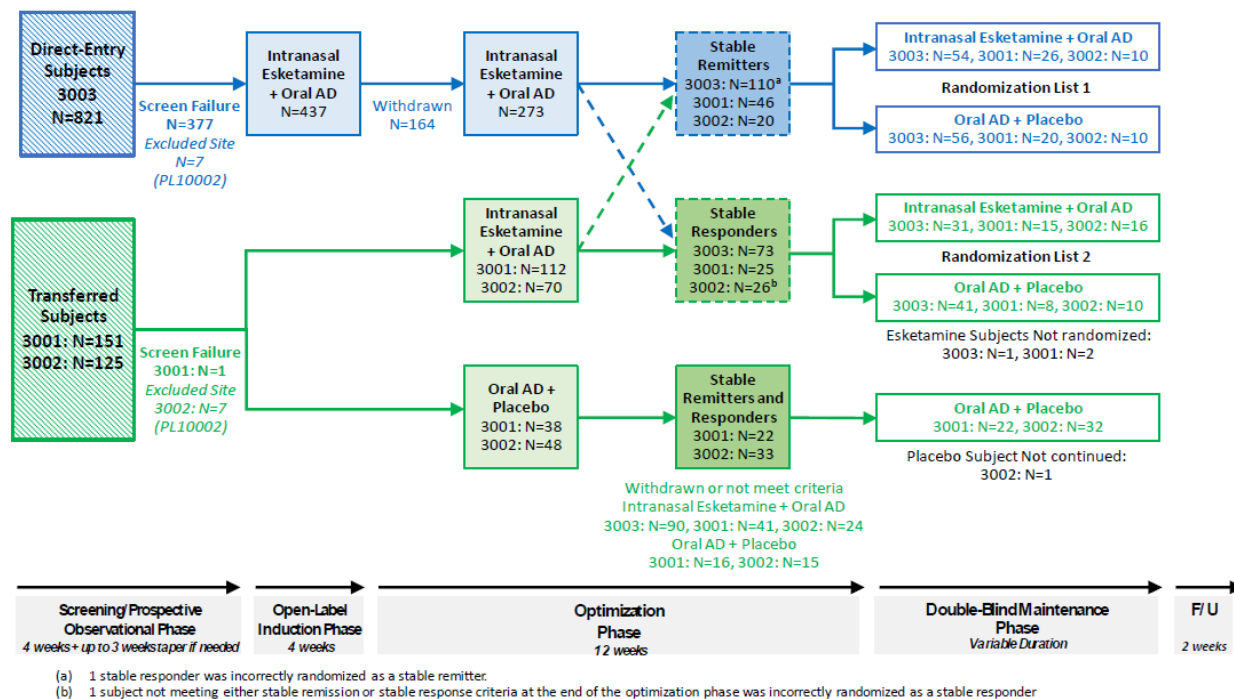 Direct-Entry
Subjects
3003
N=821
Screen Failure
N=377
Excluded Site
N=7
(PL10002)
Intranasal
Esketamine
+ Oral AD
N=437
Withdrawn
N=164
Intranasal
Esketamine
+ Oral AD
N=273
Stable
Remitters
3003: N=110ᵃ
3001: N=46
3002: N=20
Intranasal Esketamine + Oral AD
3003: N=54, 3001: N=26, 3002: N=10
Randomization List 1
Oral AD + Placebo
3003: N=56, 3001: N=20, 3002: N=10
Transferred
Subjects
3001: N=151
3002: N=125
Screen Failure
3001: N=1
Excluded Site
3002: N=7
(PL10002)
Intranasal
Esketamine
+ Oral AD
3001: N=112
3002: N=70
Stable
Responders
3003: N=73
3001: N=25
3002: N=26ᵇ
Intranasal Esketamine + Oral AD
3003: N=31, 3001: N=15, 3002: N=16
Randomization List 2
Oral AD + Placebo
3003: N=41, 3001: N=8, 3002: N=10
Esketamine Subjects Not randomized:
3003: N=1, 3001: N=2
Oral AD +
Placebo
3001: N=38
3002: N=48
Stable
Remitters and
Responders
3001: N=22
3002: N=33
Oral AD + Placebo
3001: N=22, 3002: N=32
Placebo Subject Not continued:
3002: N=1
Withdrawn or not meet criteria
Intranasal Esketamine + Oral AD
3003: N=90, 3001: N=41, 3002: N=24
Oral AD + Placebo
3001: N=16, 3002: N=15
Screening/Prospective
Observational Phase
4 weeks + up to 3 weeks taper if needed
Open-Label
Induction Phase
4 weeks
Optimization
Phase
12 weeks
Double-Blind Maintenance
Phase
Variable Duration
F/U
2 weeks
(a) 1 stable responder was incorrectly randomized as a stable remitter.
(b) 1 subject not meeting either stable remission or stable response criteria at the end of the optimization phase was incorrectly randomized as a stable responder